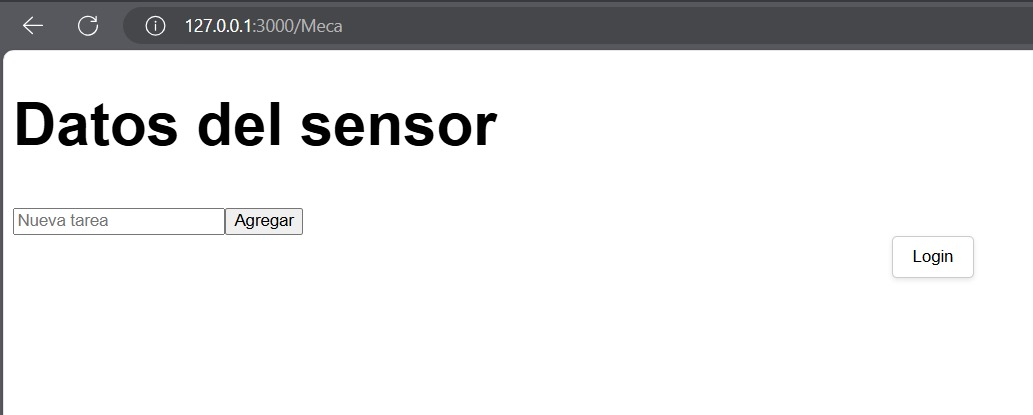 127.0.0.1:3000/Meca
Datos del sensor
Nueva tarea Agregar
Login